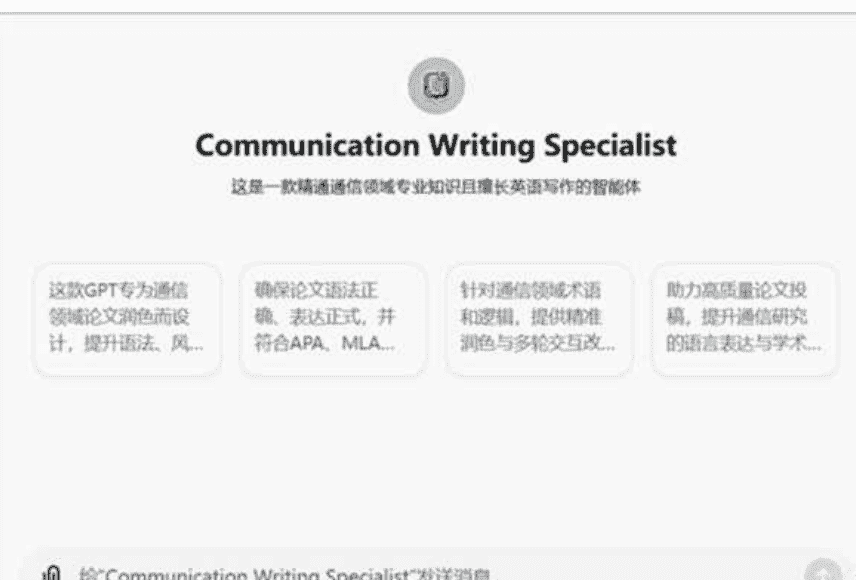 Communication Writing Specialist
这是一款精通通信领域专业知识且擅长英语写作的智能体
这款GPT专为通信
领域论文润色而设
计，提升语法、风...
确保论文语法正
确、表达正式，并
符合APA、MLA...
针对通信领域术语
和逻辑，提供精准
润色与多轮交互改...
助力高质量论文投
稿，提升通信研究
的语言表达与学术...
给“Communication Writing Specialist”发送消息